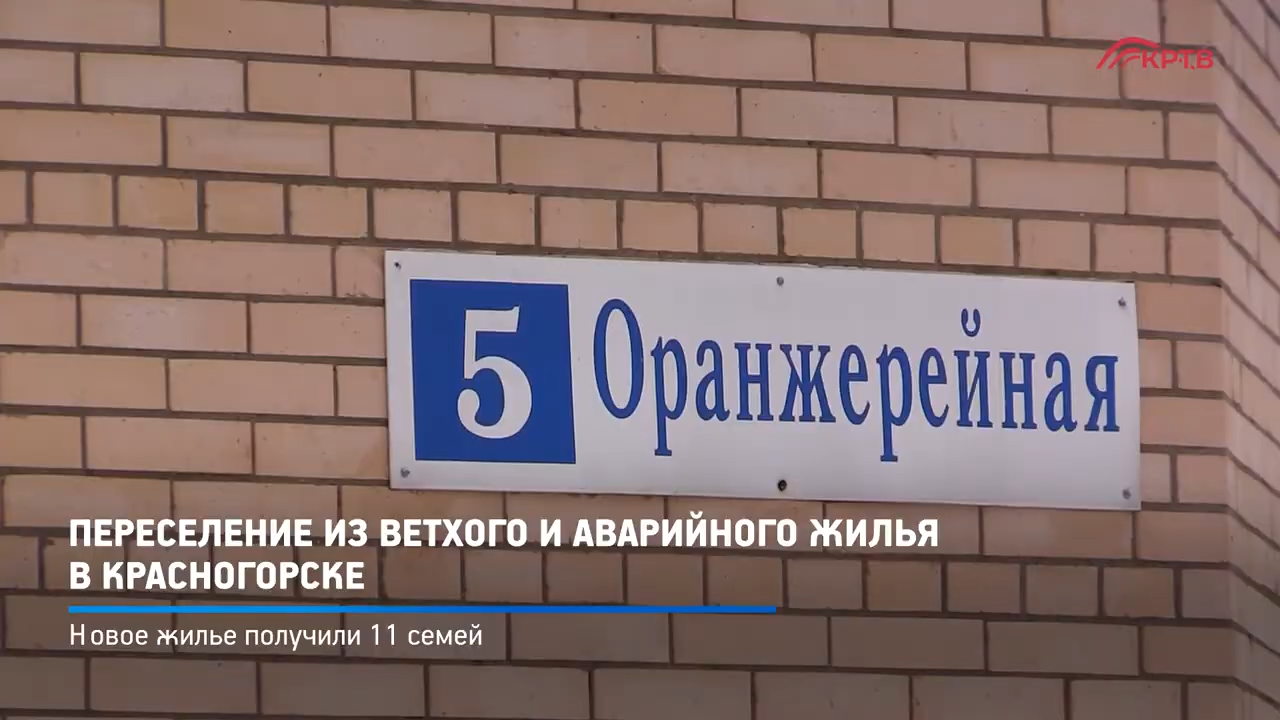 КРТВ
5 Оранжерейная
ПЕРЕСЕЛЕНИЕ ИЗ ВЕТХОГО И АВАРИЙНОГО ЖИЛЬЯ
В КРАСНОГОРСКЕ
Новое жилье получили 11 семей